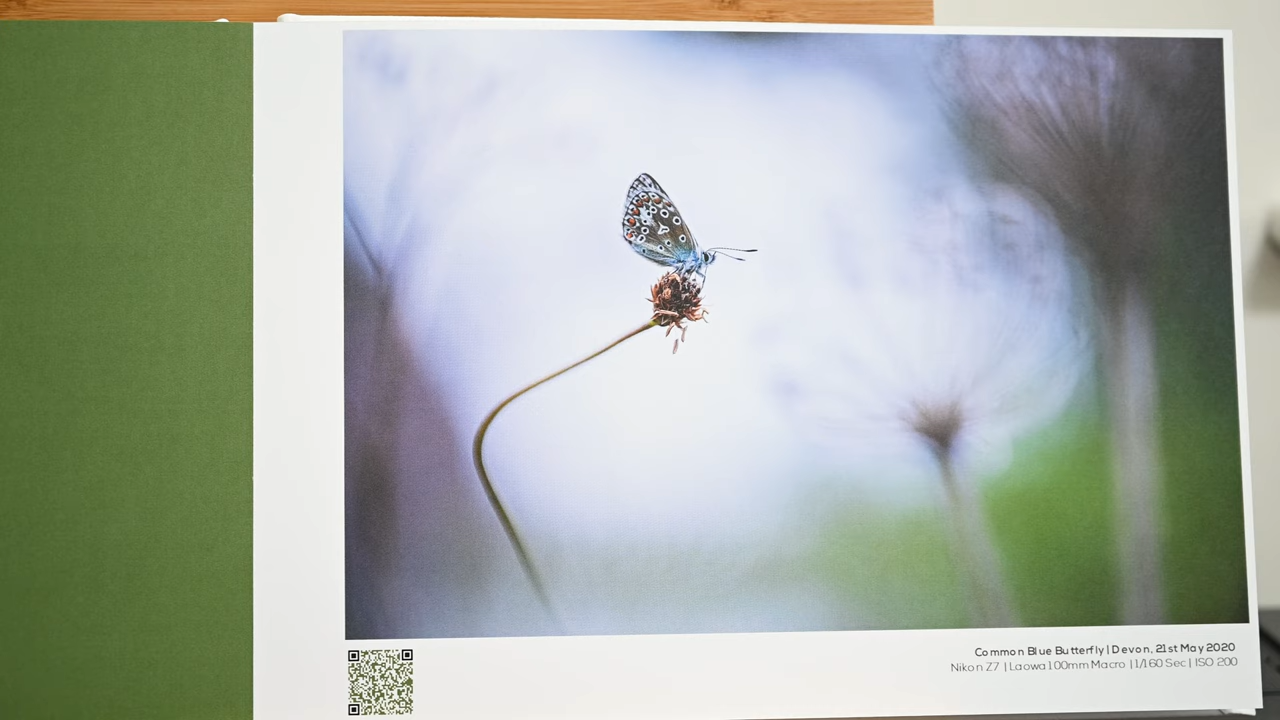 Common Blue Butterfly | Devon, 21st May 2020
Nikon Z7 | Laowa 100mm Macro | 1/160 Sec | ISO 200